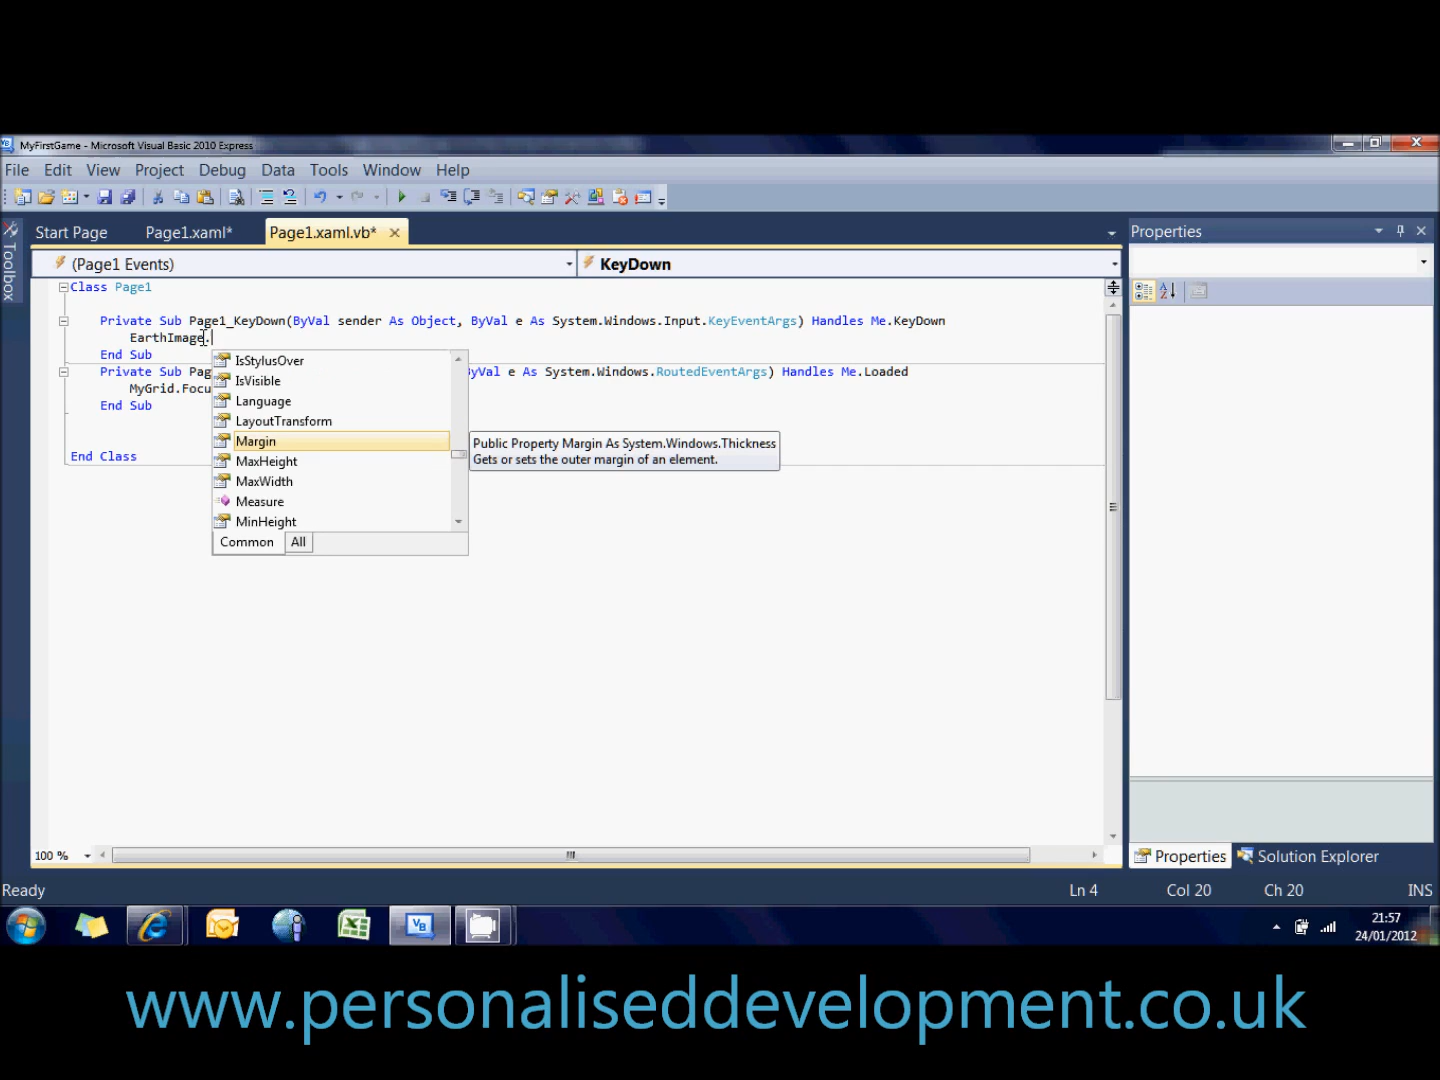 MyFirstGame - Microsoft Visual Basic 2010 Express
File Edit View Project Debug Data Tools Window Help
Toolbox
Start Page Page1.xaml* Page1.xaml.vb*
Properties
(Page1 Events) KeyDown
Class Page1
Private Sub Page1_KeyDown(ByVal sender As Object, ByVal e As System.Windows.Input.KeyEventArgs) Handles Me.KeyDown
EarthImage.
End Sub
Private Sub Pag yVal e As System.Windows.RoutedEventArgs) Handles Me.Loaded
MyGrid.Focu
End Sub
End Class
IsStylusOver
IsVisible
Language
LayoutTransform
Margin
MaxHeight
MaxWidth
Measure
MinHeight
Common All
Public Property Margin As System.Windows.Thickness
Gets or sets the outer margin of an element.
100 %
Properties Solution Explorer
Ready Ln 4 Col 20 Ch 20 INS
VB
21:57
24/01/2012
www.personaliseddevelopment.co.uk